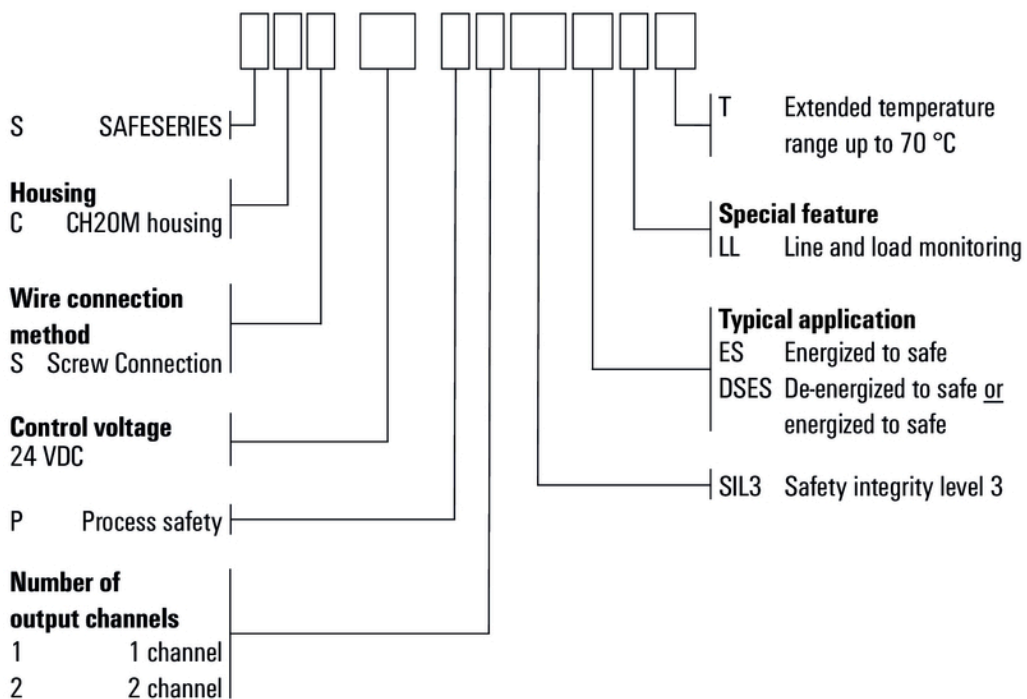 S SAFESERIES
Housing
C CH20M housing
Wire connection
method
S Screw Connection
Control voltage
24 VDC
P Process safety
Number of
output channels
1 1 channel
2 2 channel
T Extended temperature
range up to 70 °C
Special feature
LL Line and load monitoring
Typical application
ES Energized to safe
DSES De-energized to safe or
energized to safe
SIL3 Safety integrity level 3